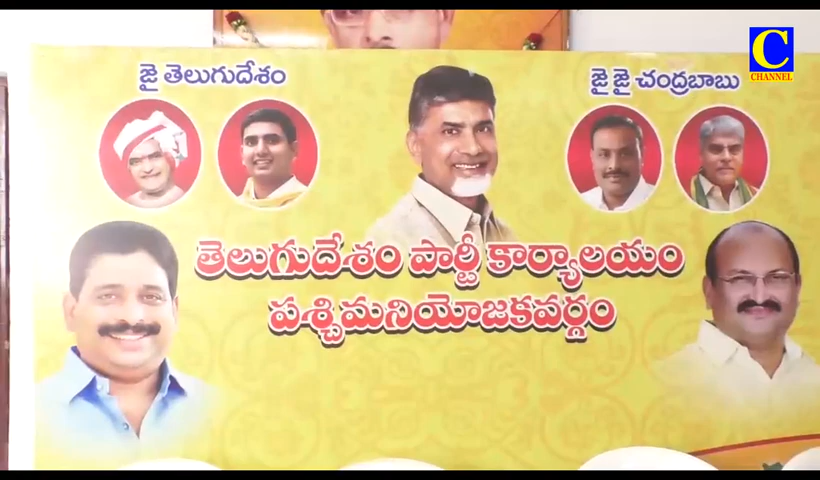 జై తెలుగుదేశం
జై జై చంద్రబాబు
C
CHANNEL
తెలుగుదేశం పార్టీ కార్యాలయం
పశ్చిమనియోజకవర్గం